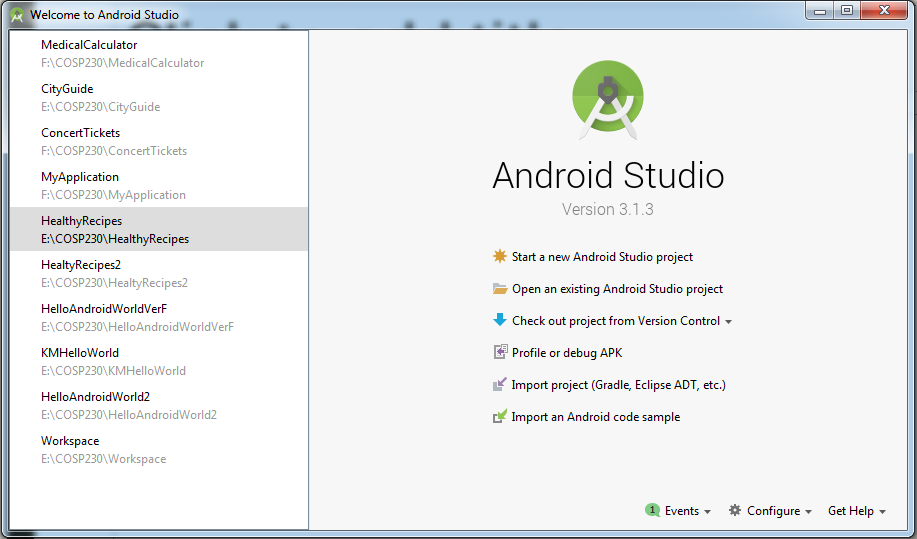 Welcome to Android Studio
MedicalCalculator
F:\COSP230\MedicalCalculator
CityGuide
E:\COSP230\CityGuide
ConcertTickets
F:\COSP230\ConcertTickets
MyApplication
F:\COSP230\MyApplication
HealthyRecipes
E:\COSP230\HealthyRecipes
HealtyRecipes2
E:\COSP230\HealtyRecipes2
HelloAndroidWorldVerF
E:\COSP230\HelloAndroidWorldVerF
KMHelloWorld
E:\COSP230\KMHelloWorld
HelloAndroidWorld2
E:\COSP230\HelloAndroidWorld2
Workspace
E:\COSP230\Workspace
Android Studio
Version 3.1.3
Start a new Android Studio project
Open an existing Android Studio project
Check out project from Version Control
Profile or debug APK
Import project (Gradle, Eclipse ADT, etc.)
Import an Android code sample
1 Events Configure Get Help